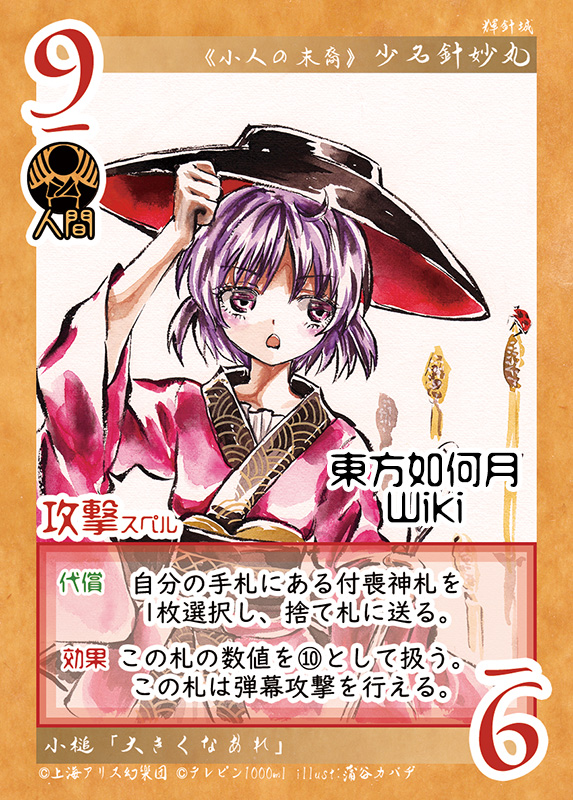 輝針城
9
《小人の末裔》 少名針妙丸
人間
東方如何月
Wiki
攻撃スペル
代償 自分の手札にある付喪神札を
1枚選択し、捨て札に送る。
効果 この札の数値を⑩として扱う。
この札は弾幕攻撃を行える。
6
小槌「大きくなあれ」
©上海アリス幻樂団 ©テレビン1000ml illust:蒲谷カバヂ